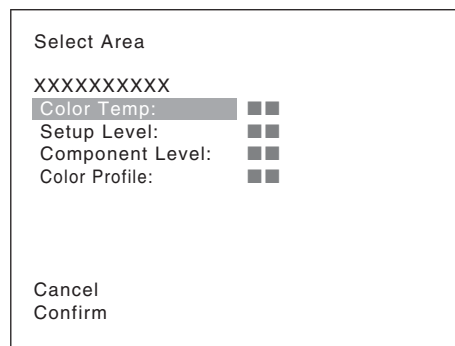 Select Area
XXXXXXXXXX
Color Temp: ■■
Setup Level: ■■
Component Level: ■■
Color Profile: ■■
Cancel
Confirm